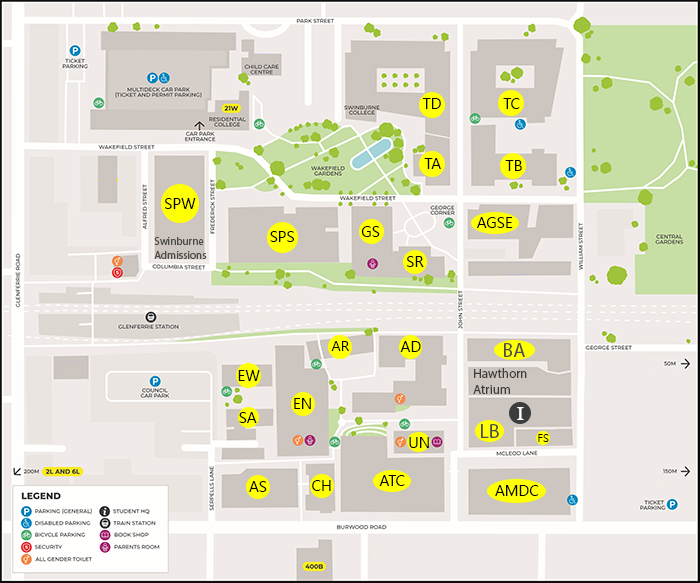 PARK STREET
TICKET
PARKING
P
MULTIDECK CAR PARK
(TICKET AND PERMIT PARKING)
CHILD CARE
CENTRE
21W
RESIDENTIAL
COLLEGE
CAR PARK
ENTRANCE
SWINBURNE
COLLEGE
TD
TC
TA
TB
WAKEFIELD STREET
WAKEFIELD
GARDENS
WAKEFIELD STREET
ALFRED STREET
FREDERICK STREET
SPW
Swinburne
Admissions
COLUMBIA STREET
SPS
GS
SR
GEORGE
CORNER
AGSE
WILLIAM STREET
CENTRAL
GARDENS
GLENFERRIE ROAD
GLENFERRIE STATION
JOHN STREET
GEORGE STREET
50M
AR
AD
BA
Hawthorn
Atrium
P
COUNCIL
CAR PARK
EW
SA
EN
UN
LB
I
FS
MCLEOD LANE
200M
2L AND 6L
SERPELLS LANE
AS
CH
ATC
AMDC
150M
TICKET
PARKING
P
BURWOOD ROAD
400B
LEGEND
P PARKING (GENERAL)
DISABLED PARKING
BICYCLE PARKING
SECURITY
ALL GENDER TOILET
i STUDENT HQ
TRAIN STATION
BOOK SHOP
PARENTS ROOM